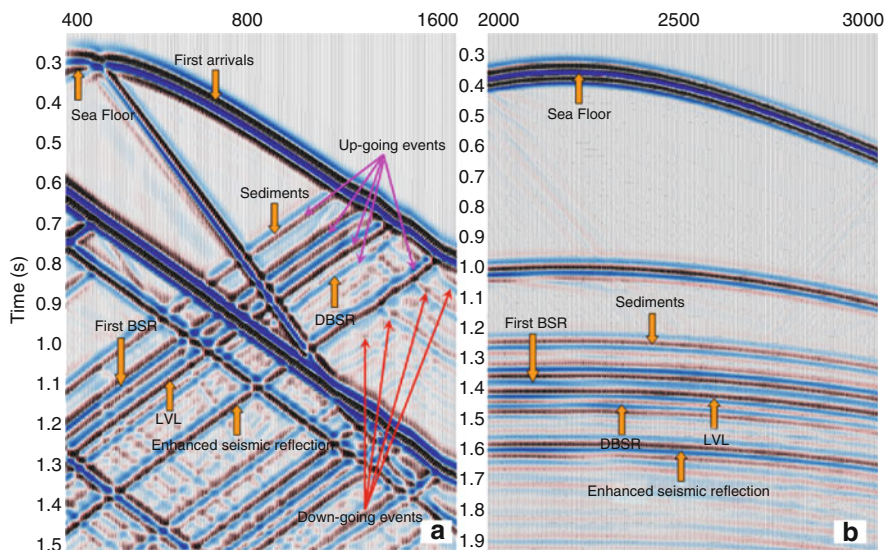 400 800 1600
2000 2500 3000
Time (s)
0.3
0.4
0.5
0.6
0.7
0.8
0.9
1.0
1.1
1.2
1.3
1.4
1.5
First arrivals
Sea Floor
Up-going events
Sediments
DBSR
First BSR
LVL
Enhanced seismic reflection
Down-going events
a
0.3
0.4
0.5
0.6
0.7
0.8
0.9
1.0
1.1
1.2
1.3
1.4
1.5
1.6
1.7
1.8
1.9
Sea Floor
Sediments
First BSR
DBSR
LVL
Enhanced seismic reflection
b